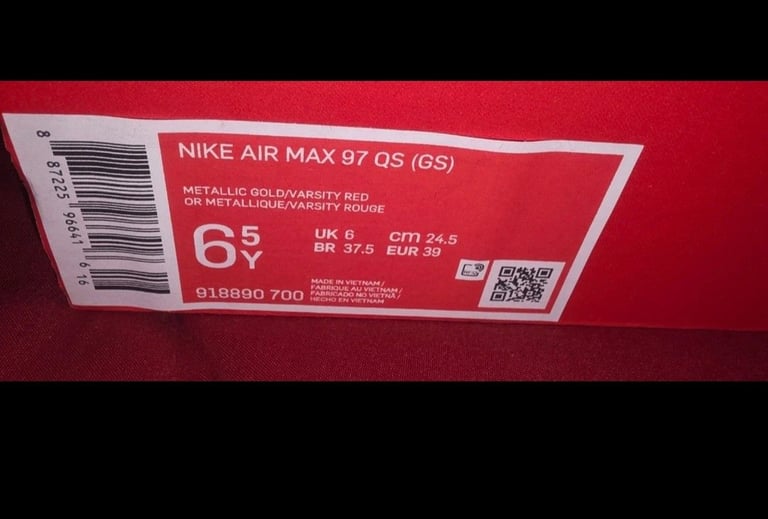 NIKE AIR MAX 97 QS (GS)
METALLIC GOLD/VARSITY RED
OR METALLIQUE/VARSITY ROUGE
6 5 Y
UK 6 cm 24.5
BR 37.5 EUR 39
918890 700
MADE IN VIETNAM/
FABRIQUE AU VIETNAM/
FABRICADO NO VIETNÃ/
HECHO EN VIETNAM
8 87225 96641 6 16